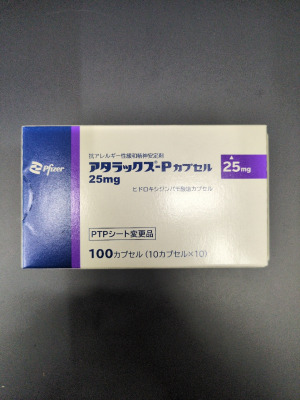 抗アレルギー性緩和精神安定剤
アタラックス-Pカプセル
25mg
ヒドロキシジンパモ酸塩カプセル
Pfizer
25mg
PTPシート変更品
100カプセル (10カプセル×10)